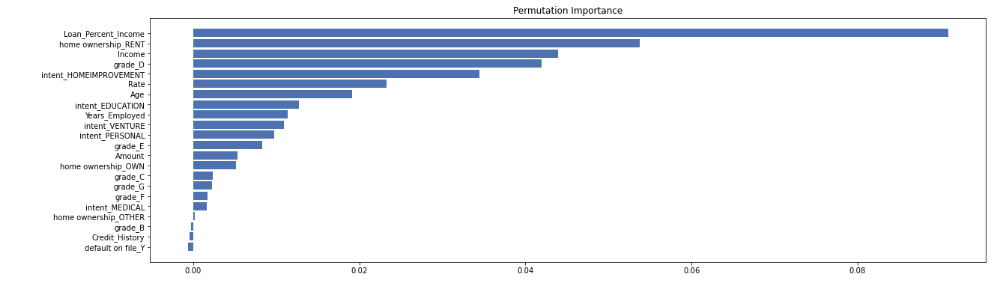 Permutation Importance
Loan_Percent_Income
home ownership_RENT
Income
grade_D
intent_HOMEIMPROVEMENT
Rate
Age
intent_EDUCATION
Years_Employed
intent_VENTURE
intent_PERSONAL
grade_E
Amount
home ownership_OWN
grade_C
grade_G
grade_F
intent_MEDICAL
home ownership_OTHER
grade_B
Credit_History
default on file_Y
0.00 0.02 0.04 0.06 0.08